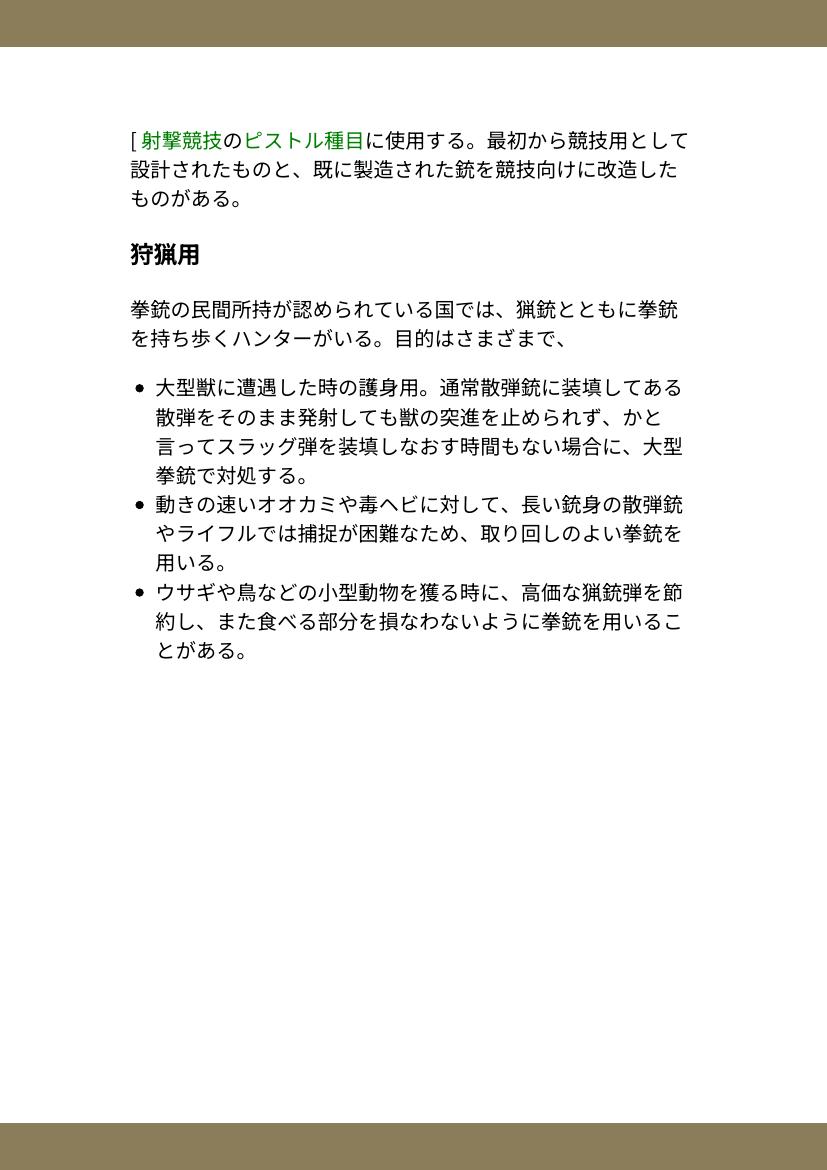 [ 射撃競技のピストル種目に使用する。最初から競技用として
設計されたものと、既に製造された銃を競技向けに改造した
ものがある。
狩猟用
拳銃の民間所持が認められている国では、猟銃とともに拳銃
を持ち歩くハンターがいる。目的はさまざまで、
● 大型獣に遭遇した時の護身用。通常散弾銃に装填してある
散弾をそのまま発射しても獣の突進を止められず、かと
言ってスラッグ弾を装填しなおす時間もない場合に、大型
拳銃で対処する。
● 動きの速いオオカミや毒ヘビに対して、長い銃身の散弾銃
やライフルでは捕捉が困難なため、取り回しのよい拳銃を
用いる。
● ウサギや鳥などの小型動物を獲る時に、高価な猟銃弾を節
約し、また食べる部分を損なわないように拳銃を用いるこ
とがある。